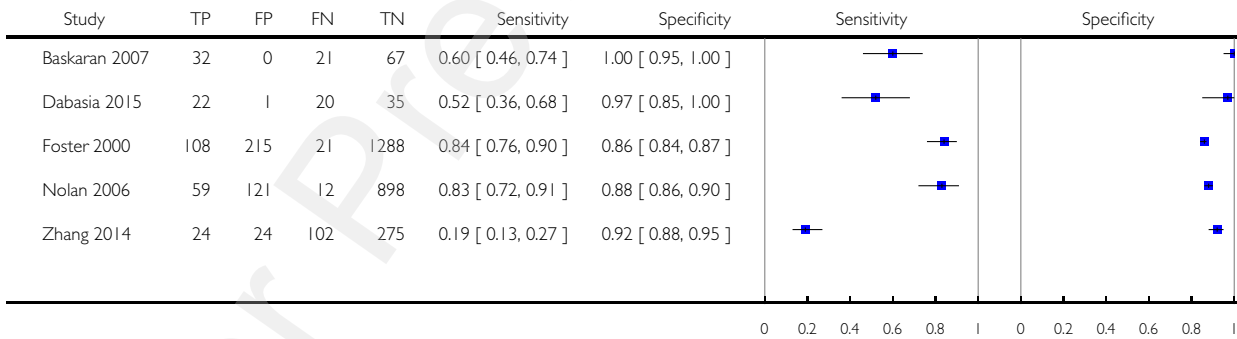 Study TP FP FN TN Sensitivity Specificity Sensitivity Specificity
Baskaran 2007 32 0 21 67 0.60 [ 0.46, 0.74 ] 1.00 [ 0.95, 1.00 ]
Dabasia 2015 22 1 20 35 0.52 [ 0.36, 0.68 ] 0.97 [ 0.85, 1.00 ]
Foster 2000 108 215 21 1288 0.84 [ 0.76, 0.90 ] 0.86 [ 0.84, 0.87 ]
Nolan 2006 59 121 12 898 0.83 [ 0.72, 0.91 ] 0.88 [ 0.86, 0.90 ]
Zhang 2014 24 24 102 275 0.19 [ 0.13, 0.27 ] 0.92 [ 0.88, 0.95 ]
0 0.2 0.4 0.6 0.8 1 0 0.2 0.4 0.6 0.8 1